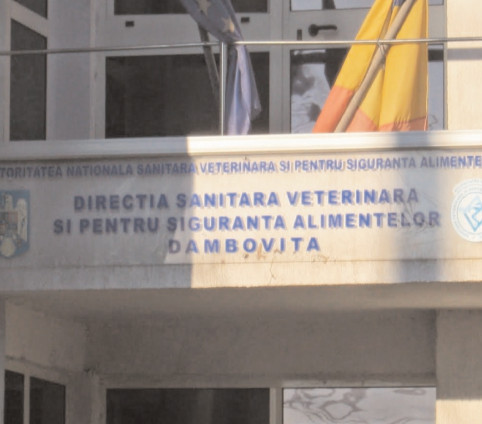 TORITATEA NATIONALA SANITARA VETERINARA SI PENTRU SIGURANTA ALIMENTE
DIRECTIA SANITARA VETERINARA
SI PENTRU SIGURANTA ALIMENTELOR
DAMBOVITA